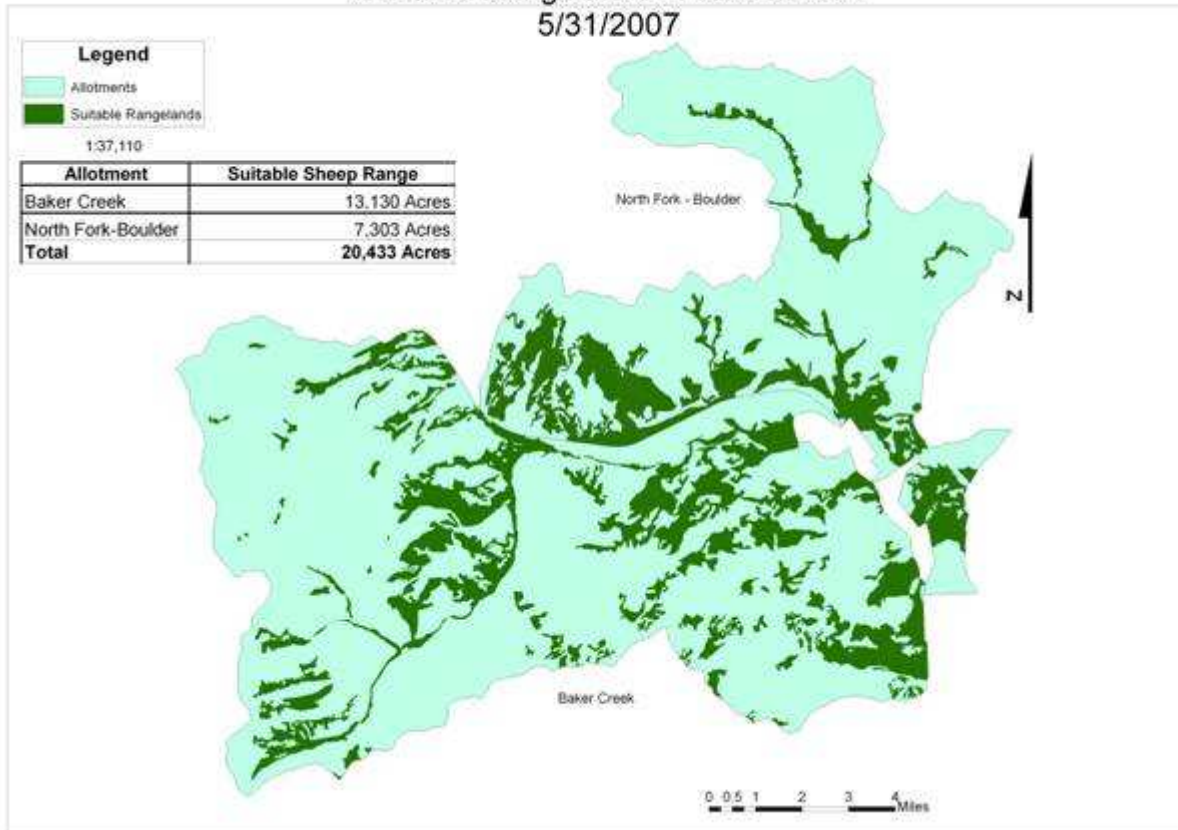 5/31/2007
Legend
Allotments
Suitable Rangelands
1:37,110
Allotment Suitable Sheep Range
Baker Creek 13,130 Acres
North Fork-Boulder 7,303 Acres
Total 20,433 Acres
North Fork - Boulder
N
Baker Creek
0 0.5 1 2 3 4
Miles